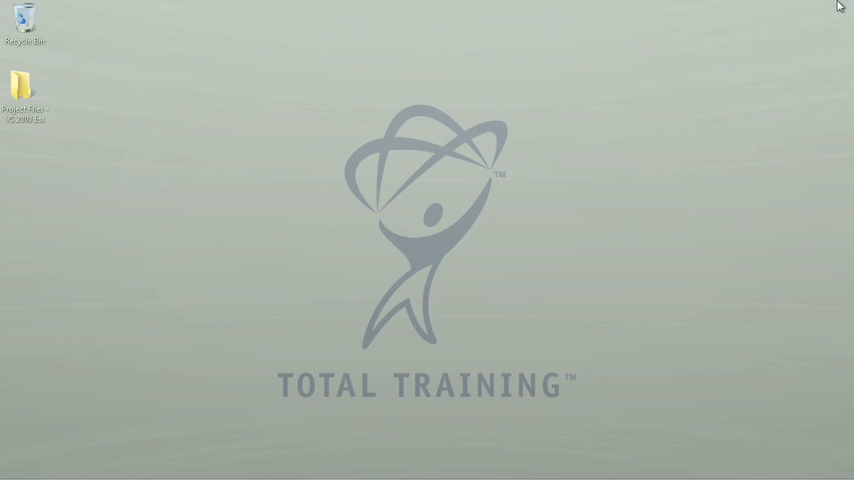 Recycle Bin
Project Files -
VS 2008 Ess
TM
TOTAL TRAINING™